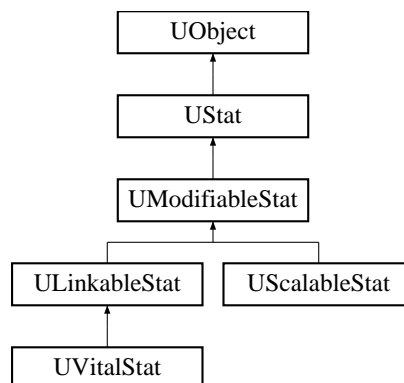 UObject
UStat
UModifiableStat
ULinkableStat
UScalableStat
UVitalStat